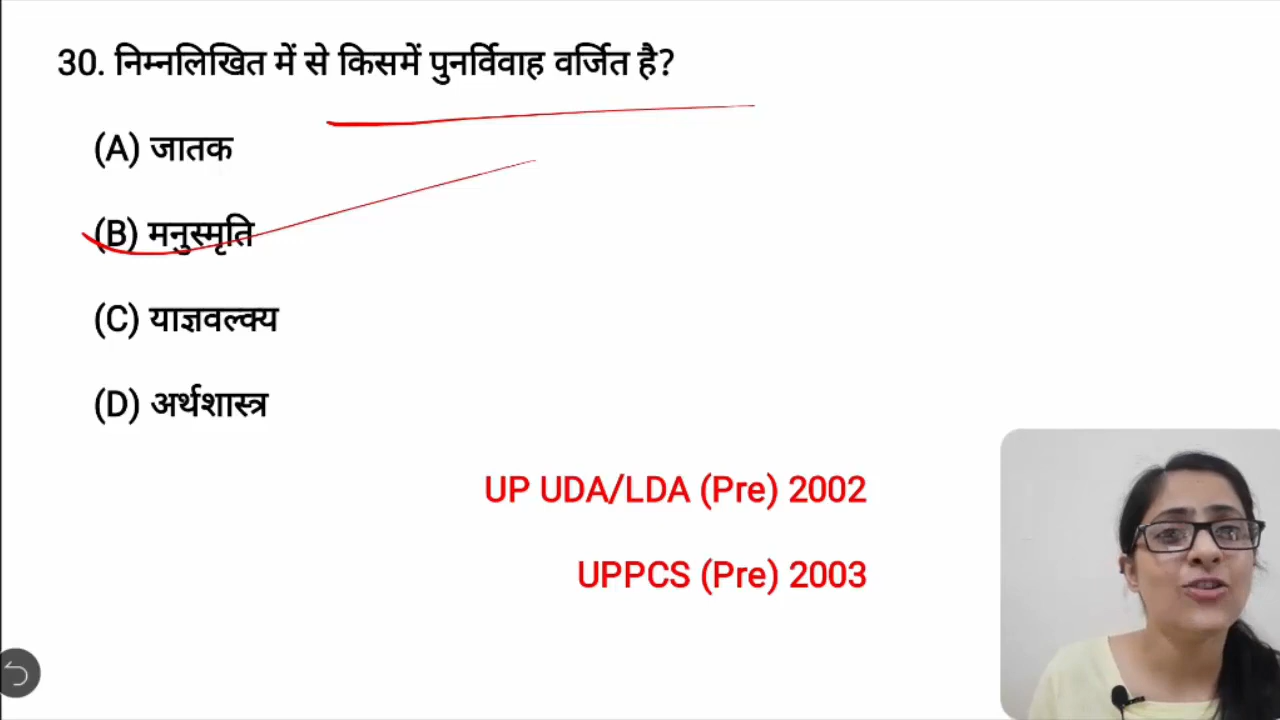 30. निम्नलिखित में से किसमें पुनर्विवाह वर्जित है?
(A) जातक
(B) मनुस्मृति
(C) याज्ञवल्क्य
(D) अर्थशास्त्र
UP UDA/LDA (Pre) 2002
UPPCS (Pre) 2003